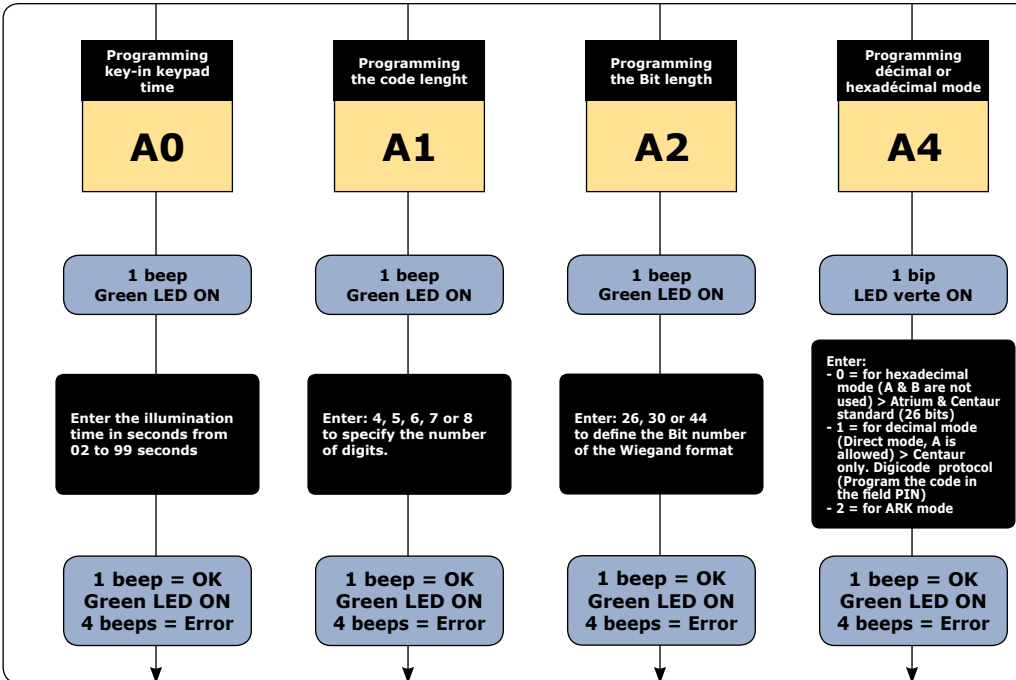 Programming
key-in keypad
time
A0
1 beep
Green LED ON
Enter the illumination
time in seconds from
02 to 99 seconds
1 beep = OK
Green LED ON
4 beeps = Error
Programming
the code lenght
A1
1 beep
Green LED ON
Enter: 4, 5, 6, 7 or 8
to specify the number
of digits.
1 beep = OK
Green LED ON
4 beeps = Error
Programming
the Bit length
A2
1 beep
Green LED ON
Enter: 26, 30 or 44
to define the Bit number
of the Wiegand format
1 beep = OK
Green LED ON
4 beeps = Error
Programming
décimal or
hexadécimal mode
A4
1 bip
LED verte ON
Enter:
- 0 = for hexadecimal
mode (A & B are not
used) > Atrium & Centaur
standard (26 bits)
- 1 = for decimal mode
(Direct mode, A is
allowed) > Centaur
only. Digicode protocol
(Program the code in
the field PIN)
- 2 = for ARK mode
1 beep = OK
Green LED ON
4 beeps = Error